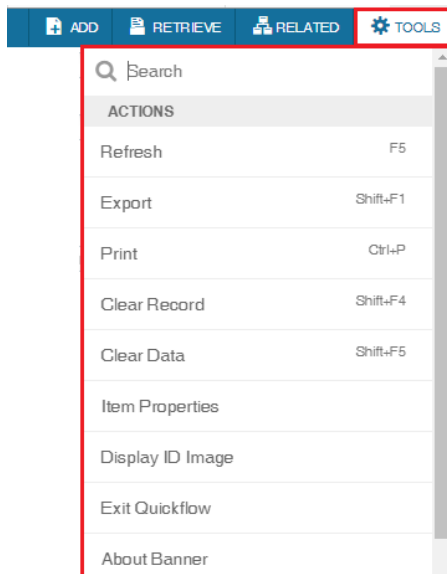 ADD RETRIEVE RELATED TOOLS
Search
ACTIONS
Refresh F5
Export Shift+F1
Print Ctrl+P
Clear Record Shift+F4
Clear Data Shift+F5
Item Properties
Display ID Image
Exit Quickflow
About Banner